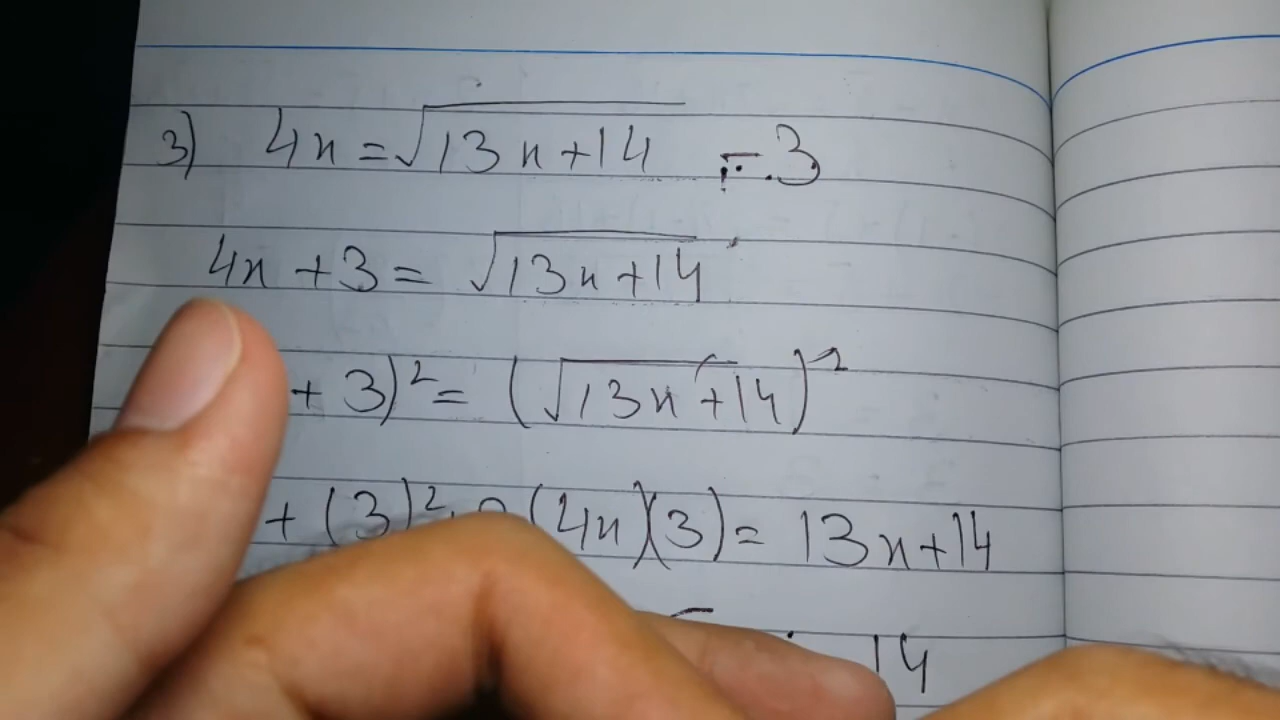 3) 4x = √13x+14 - 3
4x + 3 = √13x+14
+ 3)² = (√13x+14)²
+ (3)² (4x)(3) = 13x+14
14